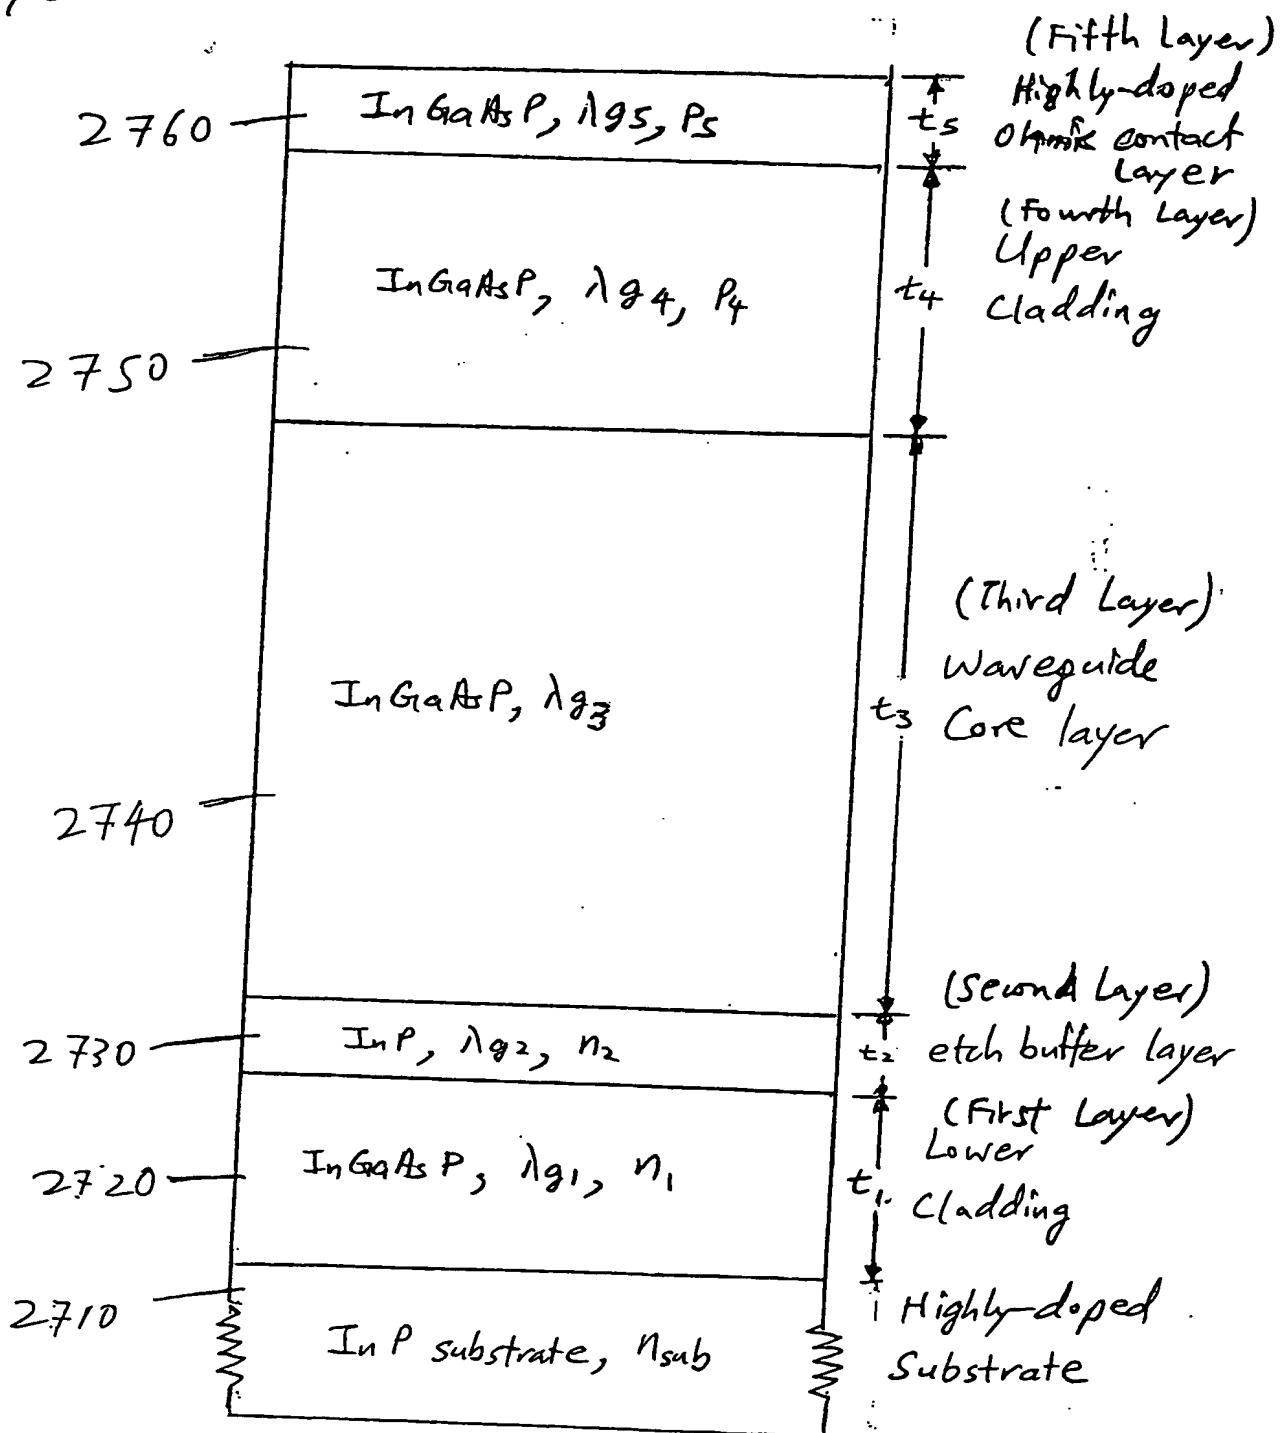 (Fifth Layer)
Highly-doped
Ohmic contact
Layer
2760
InGaAsP, λg5, P5
t5
(Fourth Layer)
Upper
Cladding
InGaAsP, λg4, P4
t4
2750
(Third Layer)
Waveguide
Core layer
InGaAsP, λg3
t3
2740
(Second Layer)
etch buffer layer
2730
InP, λg2, n2
t2
(First Layer)
Lower
Cladding
2720
InGaAsP, λg1, n1
t1
2710
Highly-doped
Substrate
InP substrate, nsub